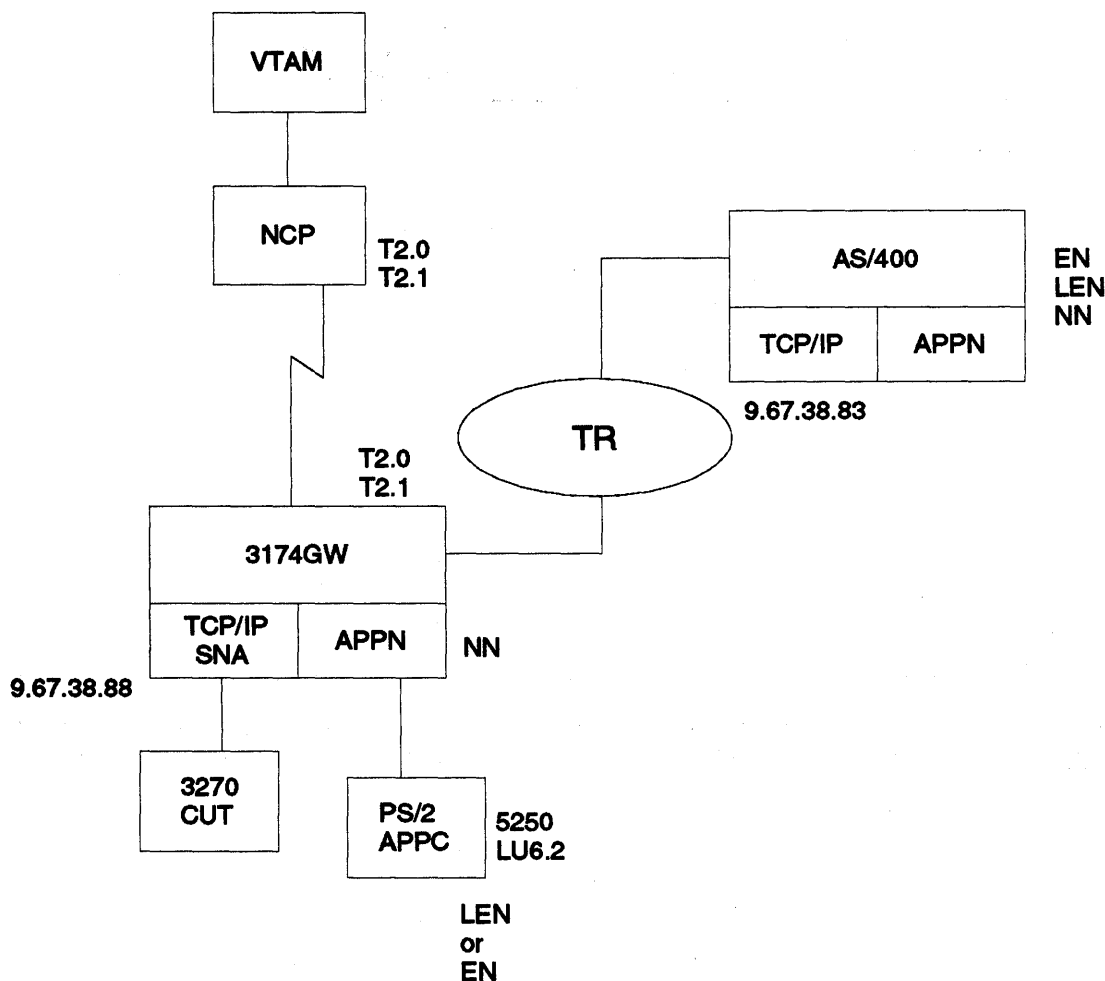 VTAM
NCP
T2.0
T2.1
AS/400
EN
LEN
NN
TCP/IP
APPN
9.67.38.83
TR
T2.0
T2.1
3174GW
TCP/IP
SNA
APPN
NN
9.67.38.88
3270
CUT
PS/2
APPC
5250
LU6.2
LEN
or
EN